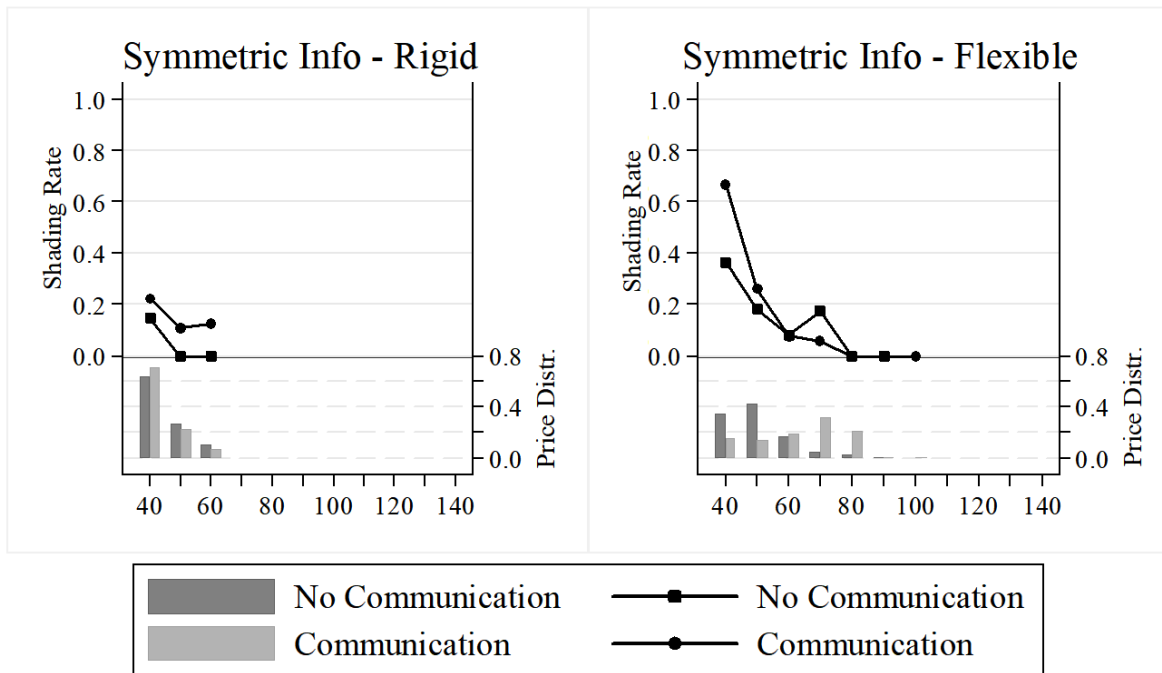 Symmetric Info - Rigid
1.0
0.8
0.6
0.4
0.2
0.0
Shading Rate
0.8
0.4
0.0
Price Distr.
40 60 80 100 120 140
Symmetric Info - Flexible
1.0
0.8
0.6
0.4
0.2
0.0
Shading Rate
0.8
0.4
0.0
Price Distr.
40 60 80 100 120 140
No Communication No Communication
Communication Communication